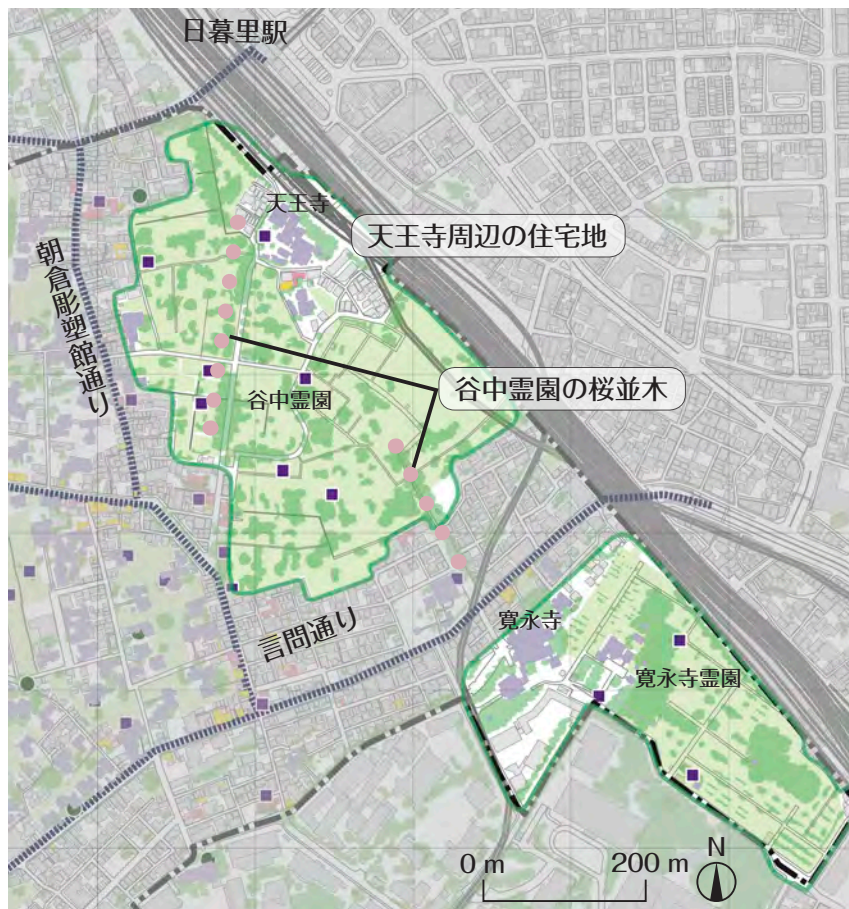 日暮里駅
天王寺
天王寺周辺の住宅地
朝倉彫塑館通り
谷中霊園の桜並木
谷中霊園
言問通り
寛永寺
寛永寺霊園
0 m
200 m
N